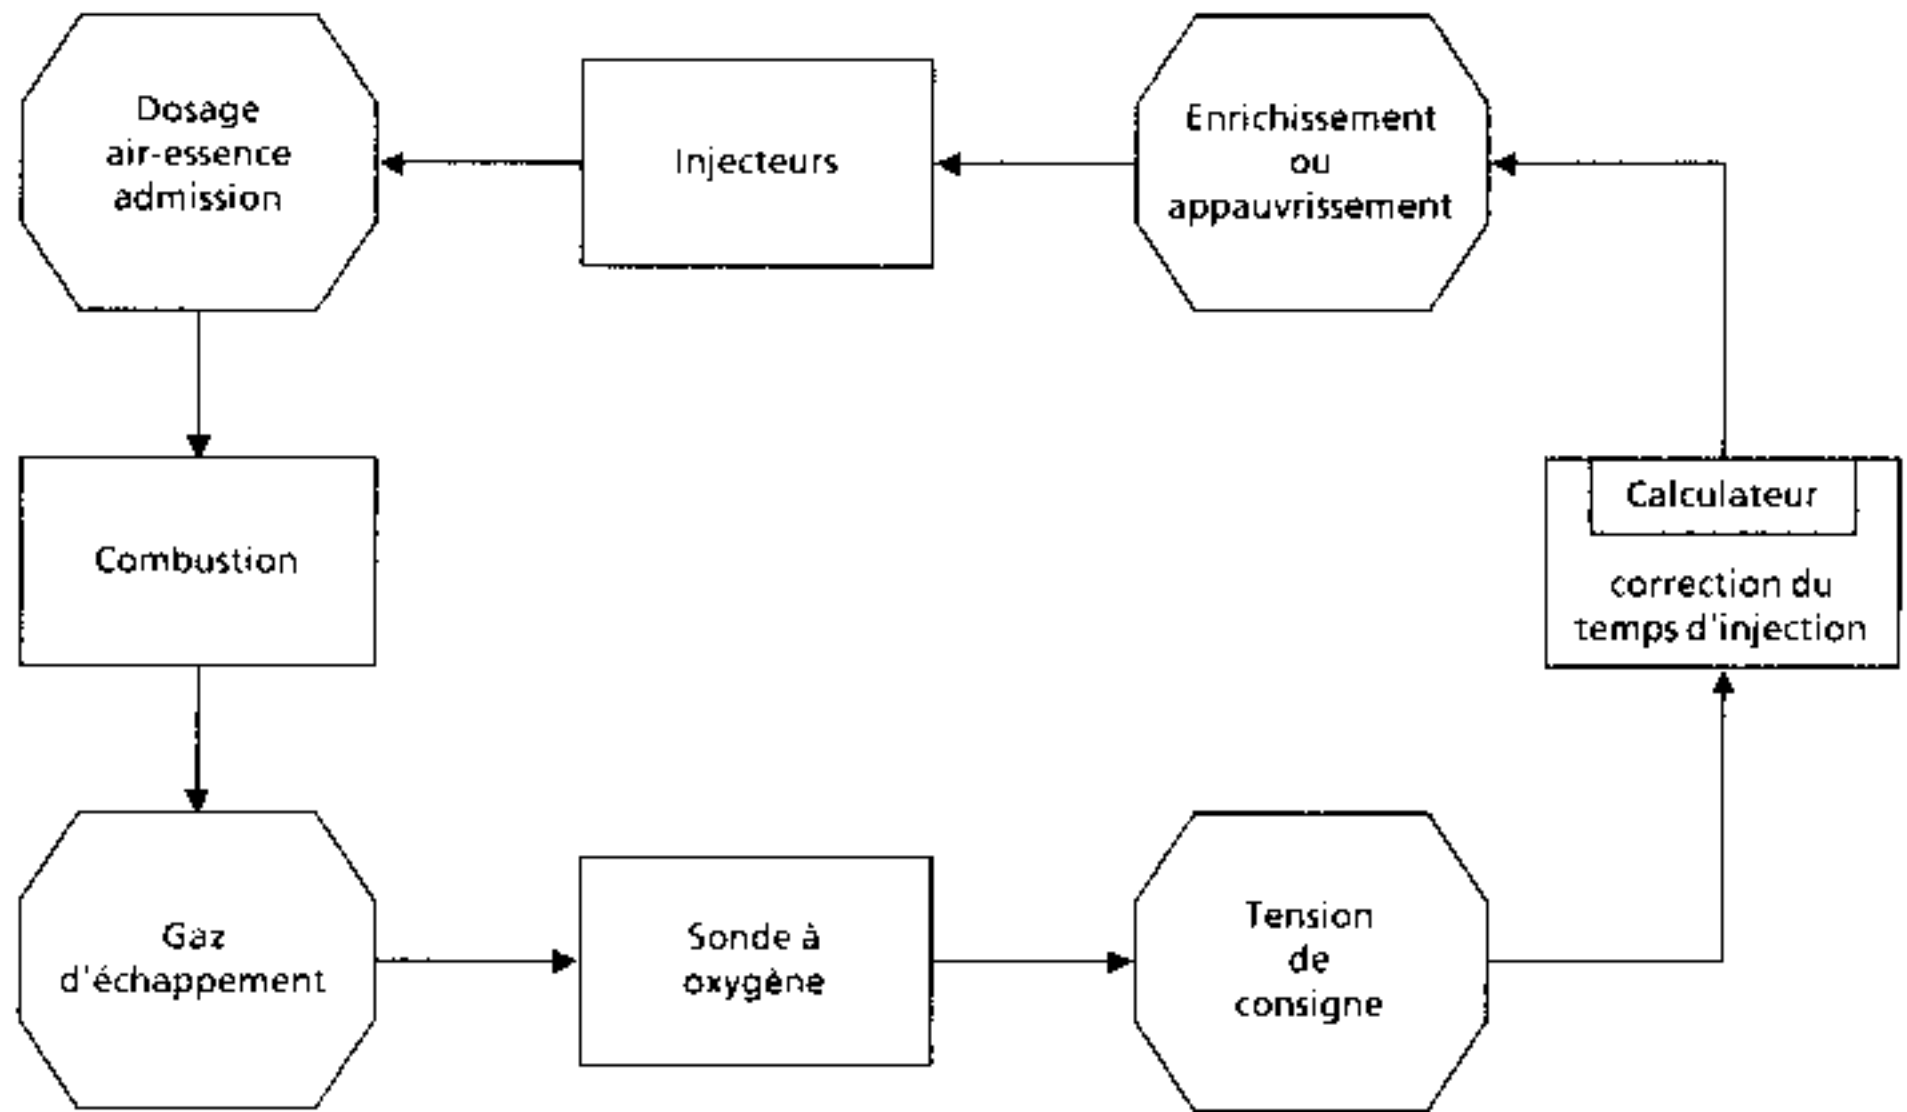 Dosage
air-essence
admission
Injecteurs
Enrichissement
ou
appauvrissement
Combustion
Calculateur
correction du
temps d'injection
Gaz
d'échappement
Sonde à
oxygène
Tension
de
consigne